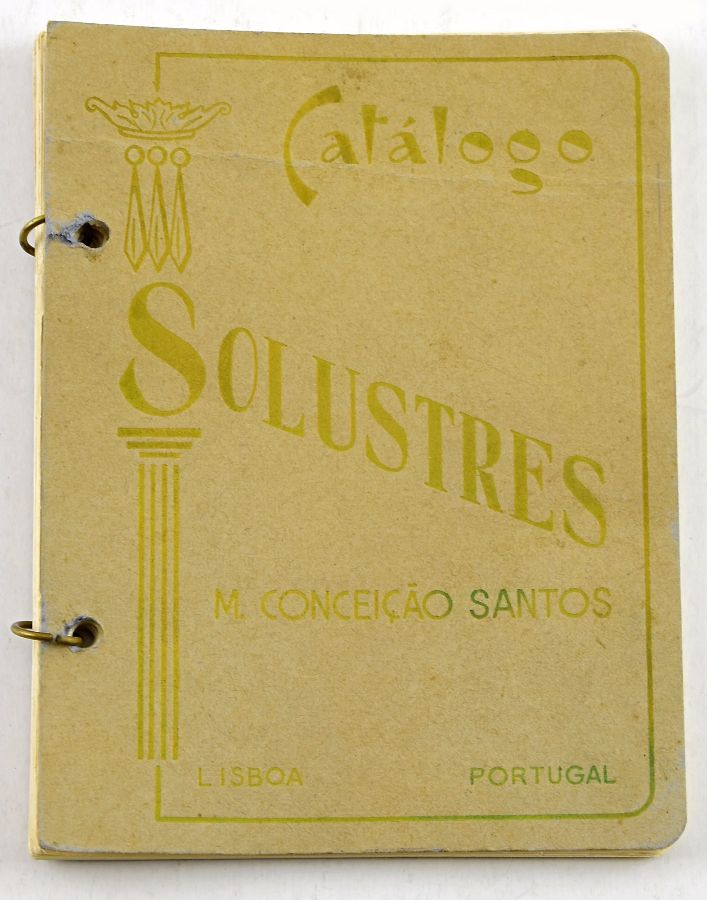 Catálogo
SOLUSTRES
M. CONCEIÇÃO SANTOS
LISBOA PORTUGAL